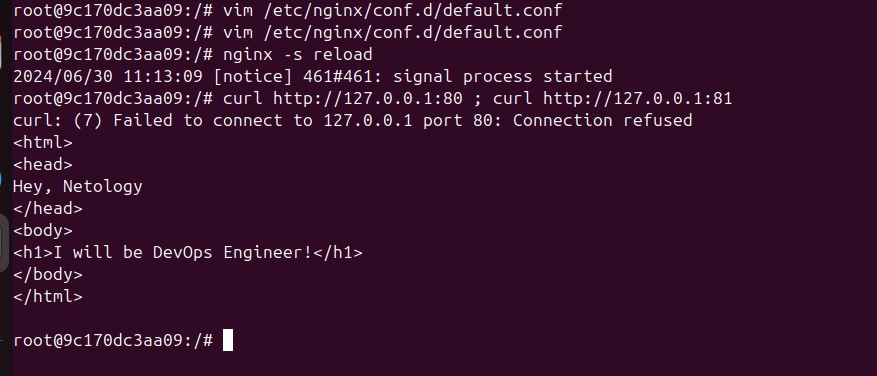 root@9c170dc3aa09:/# vim /etc/nginx/conf.d/default.conf
root@9c170dc3aa09:/# vim /etc/nginx/conf.d/default.conf
root@9c170dc3aa09:/# nginx -s reload
2024/06/30 11:13:09 [notice] 461#461: signal process started
root@9c170dc3aa09:/# curl http://127.0.0.1:80 ; curl http://127.0.0.1:81
curl: (7) Failed to connect to 127.0.0.1 port 80: Connection refused
<html>
<head>
Hey, Netology
</head>
<body>
<h1>I will be DevOps Engineer!</h1>
</body>
</html>
root@9c170dc3aa09:/#